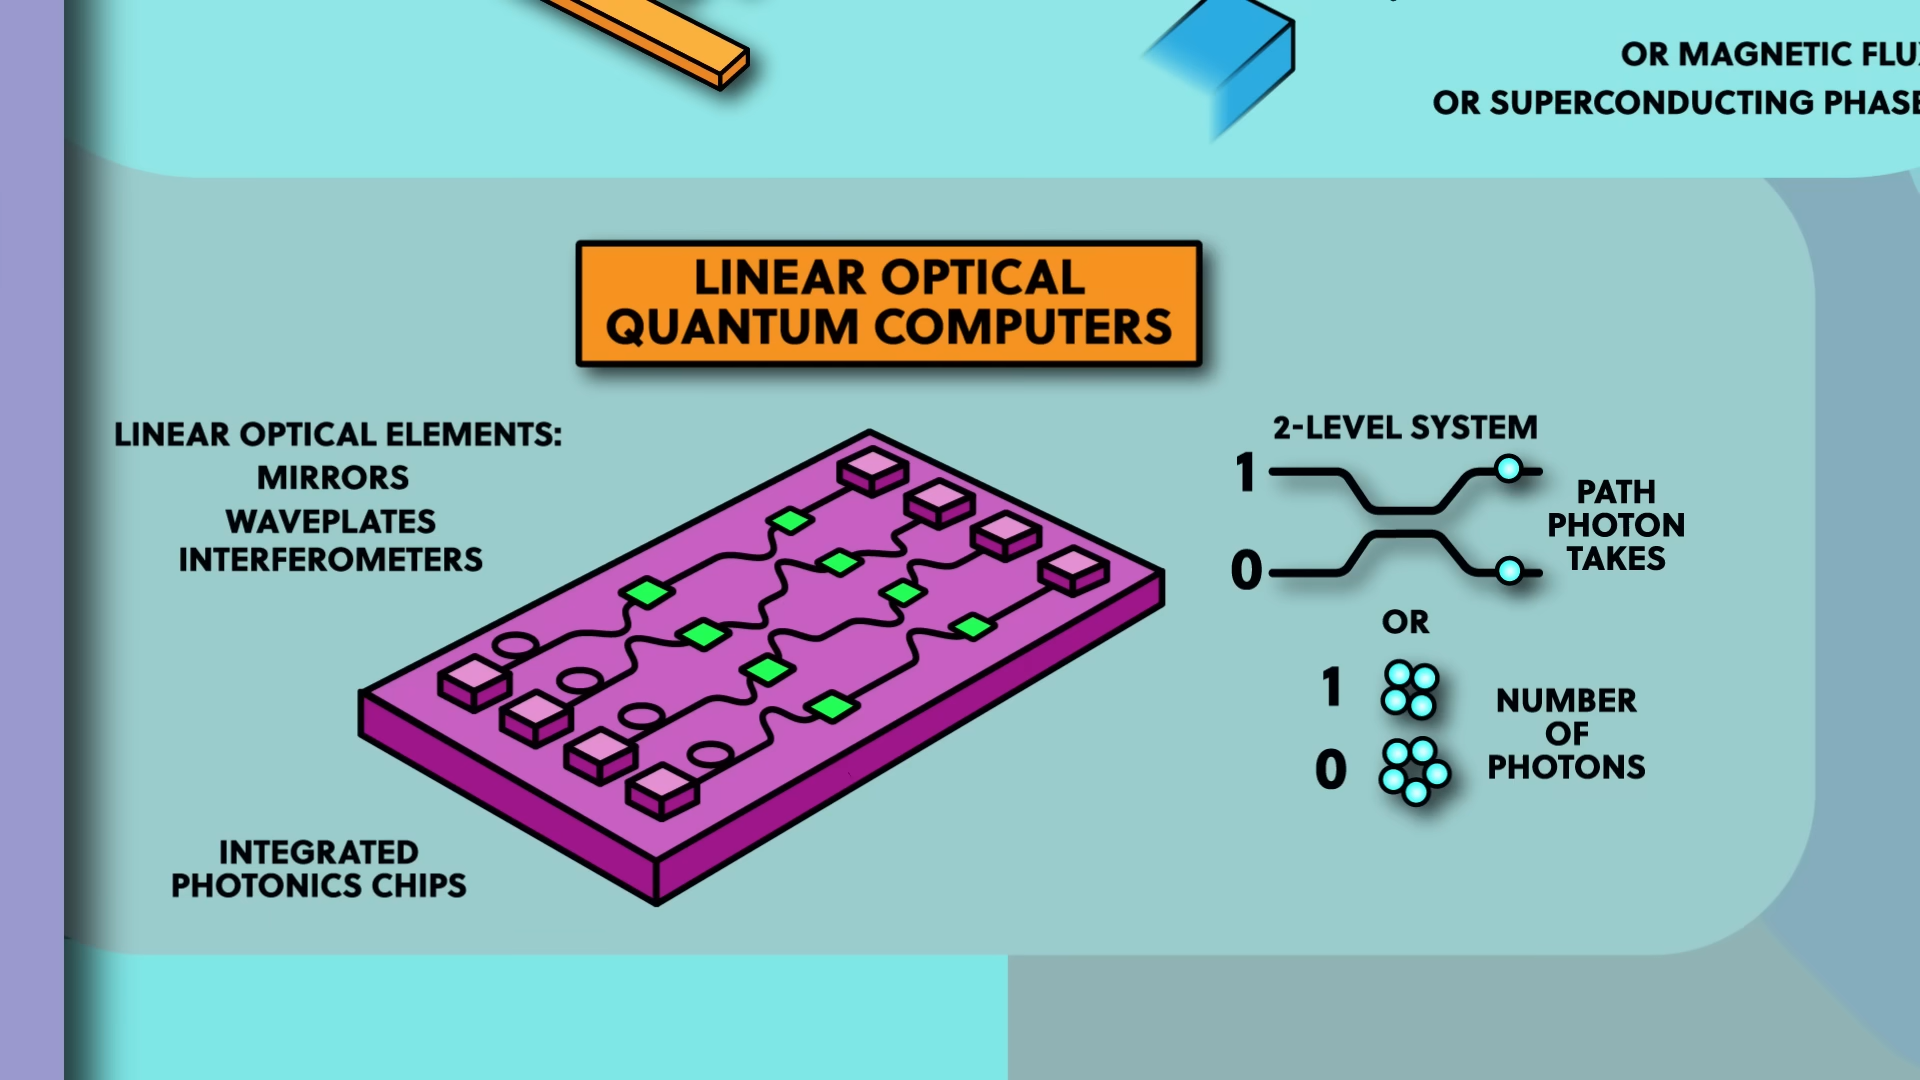 OR MAGNETIC FLUX
OR SUPERCONDUCTING PHASE
LINEAR OPTICAL
QUANTUM COMPUTERS
LINEAR OPTICAL ELEMENTS:
MIRRORS
WAVEPLATES
INTERFEROMETERS
INTEGRATED
PHOTONICS CHIPS
2-LEVEL SYSTEM
1
0
PATH
PHOTON
TAKES
OR
1
0
NUMBER
OF
PHOTONS